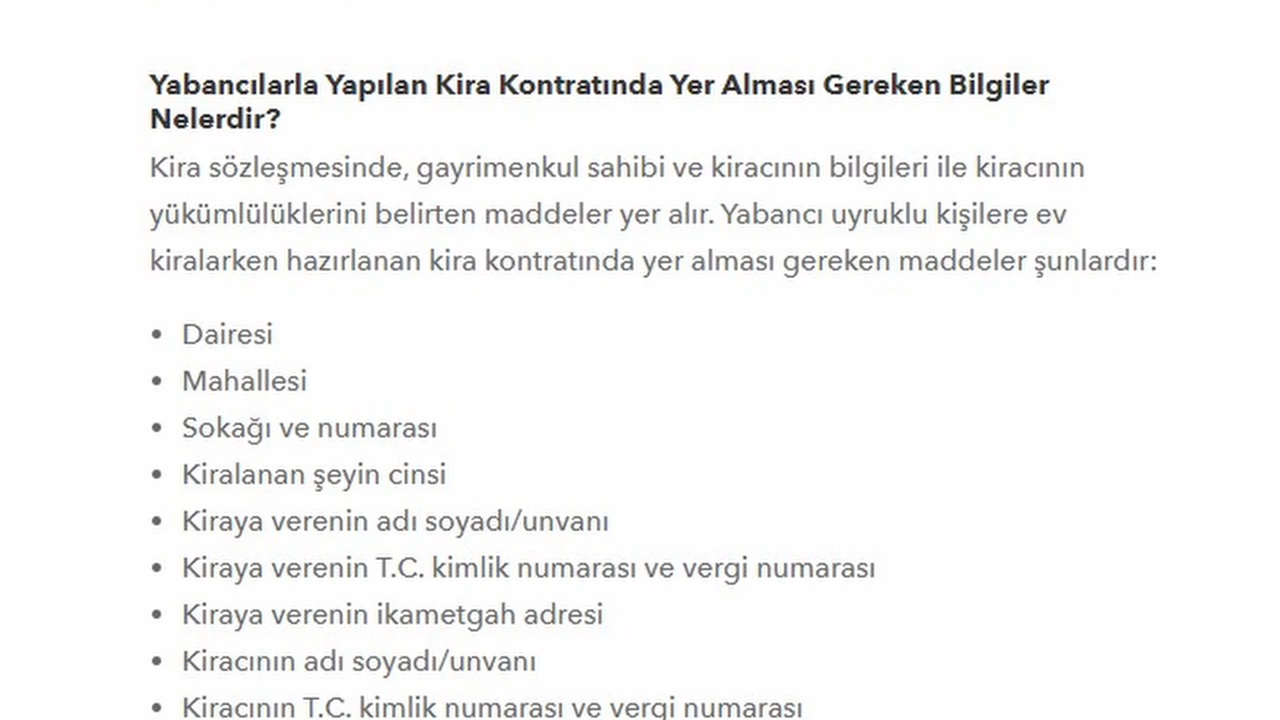 Yabancılarla Yapılan Kira Kontratında Yer Alması Gereken Bilgiler
Nelerdir?
Kira sözleşmesinde, gayrimenkul sahibi ve kiracının bilgileri ile kiracının
yükümlülüklerini belirten maddeler yer alır. Yabancı uyruklu kişilere ev
kiralarken hazırlanan kira kontratında yer alması gereken maddeler şunlardır:
• Dairesi
• Mahallesi
• Sokağı ve numarası
• Kiralanan şeyin cinsi
• Kiraya verenin adı soyadı/unvanı
• Kiraya verenin T.C. kimlik numarası ve vergi numarası
• Kiraya verenin ikametgah adresi
• Kiracının adı soyadı/unvanı
• Kiracının T.C. kimlik numarası ve vergi numarası